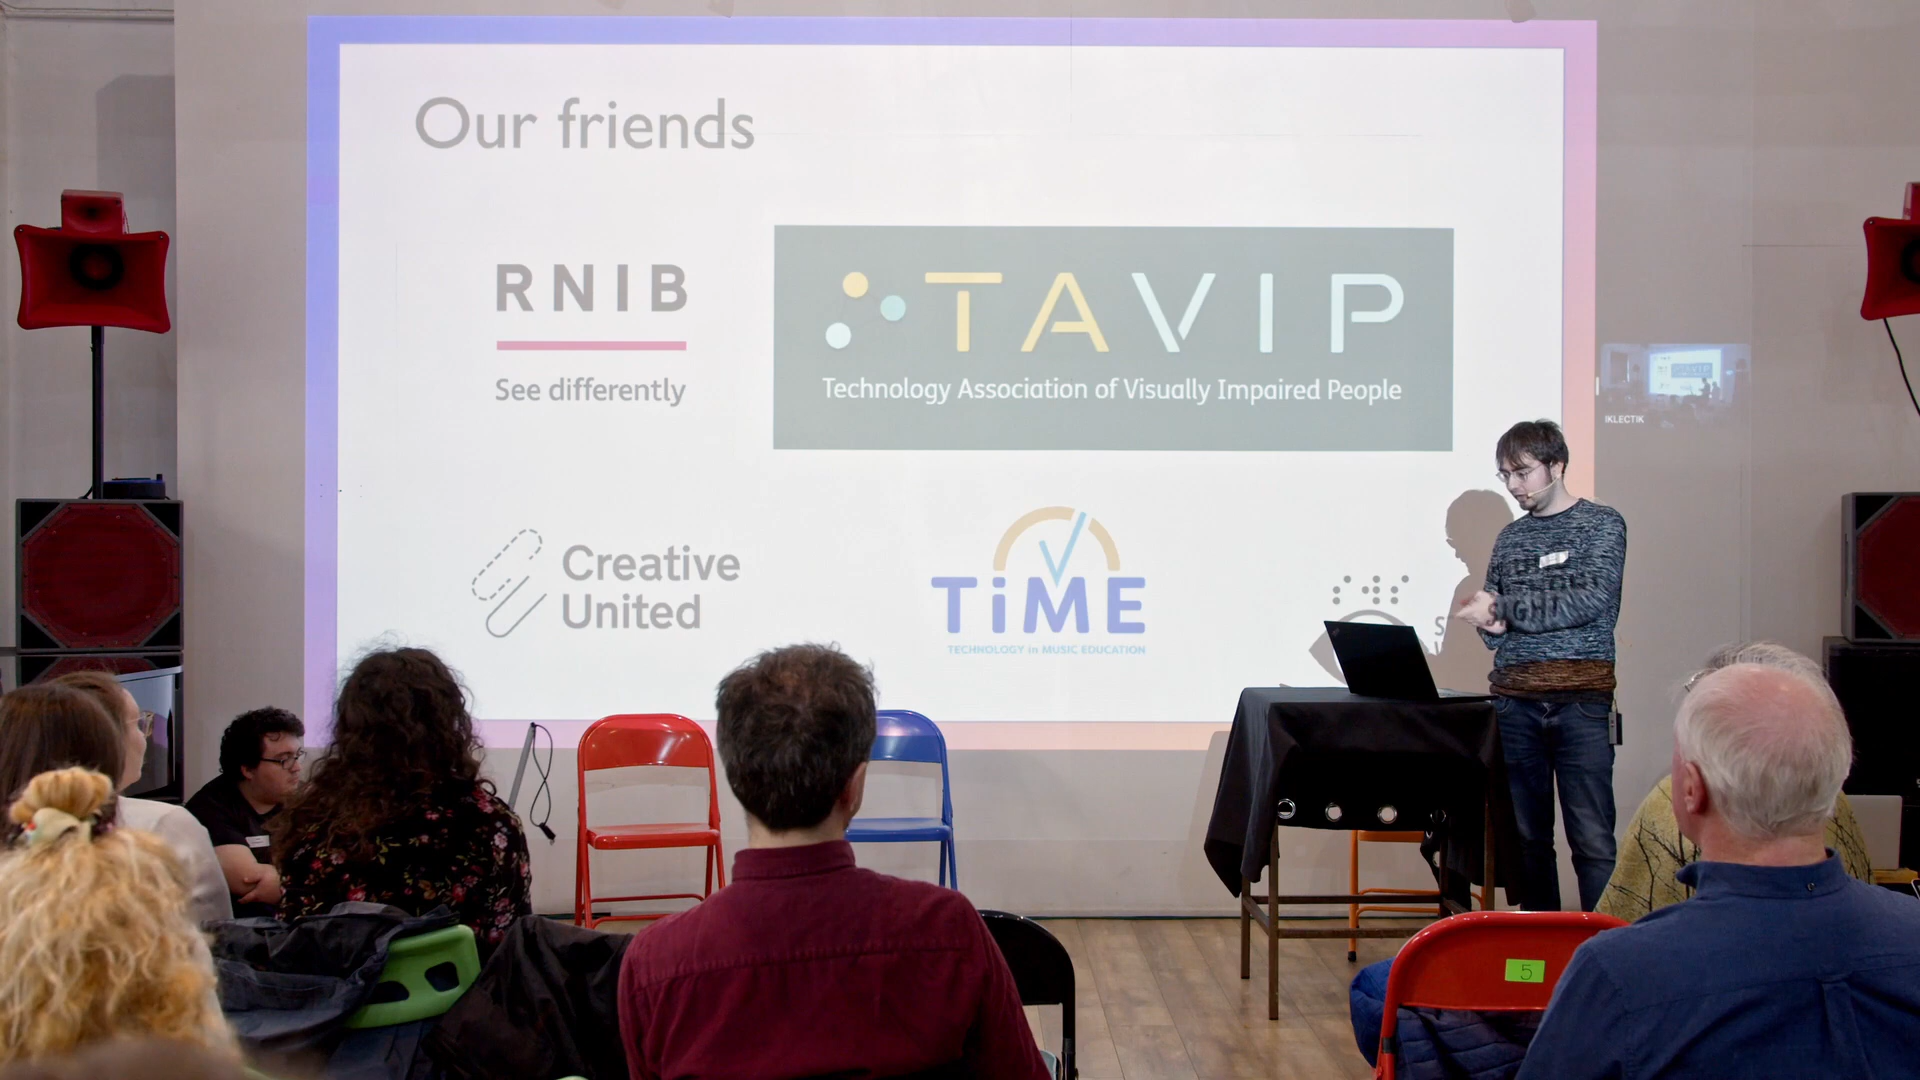 Our friends
RNIB
See differently
TAVIP
Technology Association of Visually Impaired People
IKLECTIK
Creative
United
TiME
TECHNOLOGY in MUSIC EDUCATION
SIGHT
5